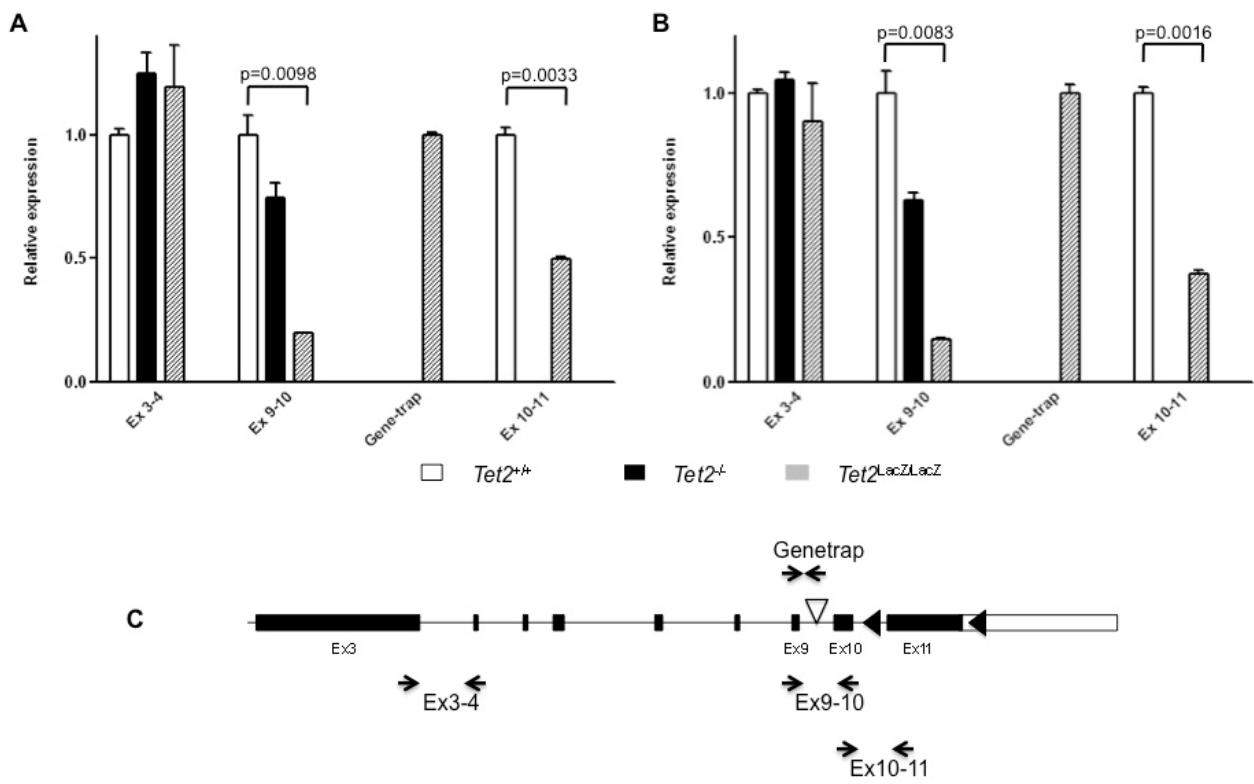 A
B
p=0.0098
p=0.0033
p=0.0083
p=0.0016
Relative expression
1.0
0.5
0.0
Ex 3-4
Ex 9-10
Gene-trap
Ex 10-11
Relative expression
1.0
0.5
0.0
Ex 3-4
Ex 9-10
Gene-trap
Ex 10-11
Tet2+/+
Tet2-/-
Tet2LacZ/LacZ
Genetrap
C
Ex3
Ex9
Ex10
Ex11
Ex3-4
Ex9-10
Ex10-11